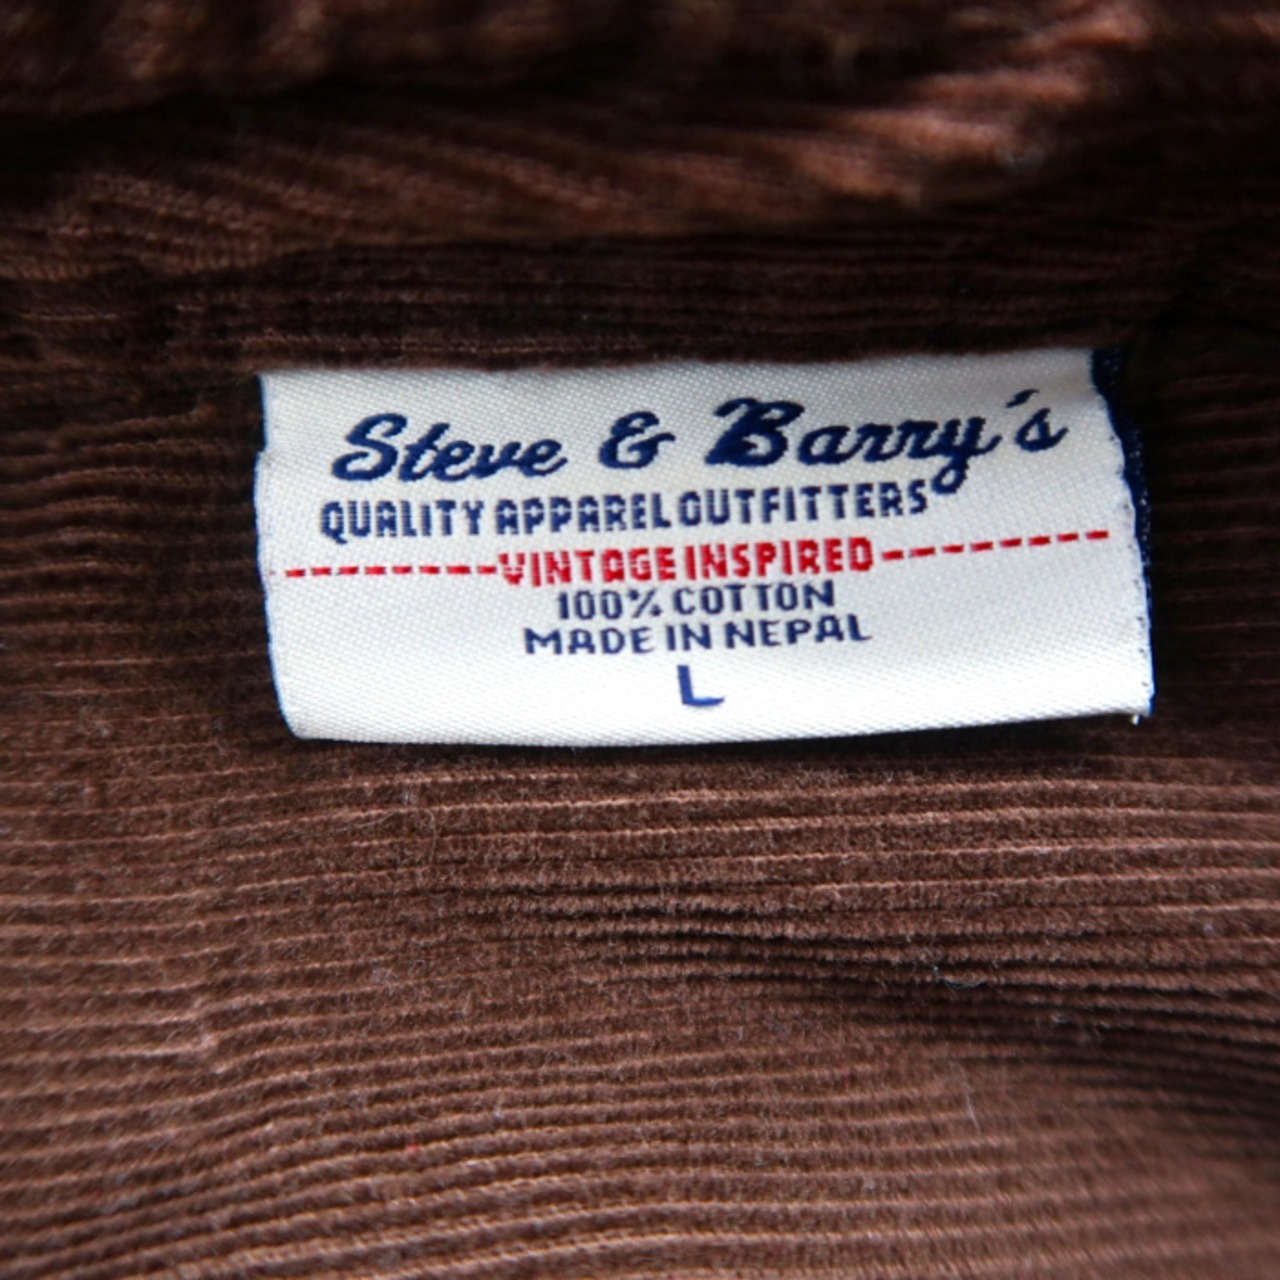 Steve & Barry's
QUALITY APPAREL OUTFITTERS
--------VINTAGE INSPIRED--------
100% COTTON
MADE IN NEPAL
L